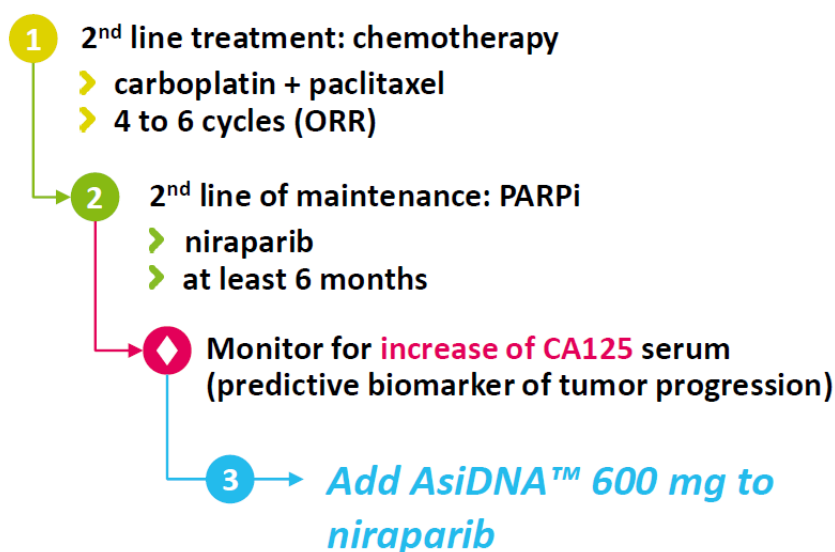 1 2nd line treatment: chemotherapy
carboplatin + paclitaxel
4 to 6 cycles (ORR)
2 2nd line of maintenance: PARPi
niraparib
at least 6 months
Monitor for increase of CA125 serum
(predictive biomarker of tumor progression)
3 Add AsiDNA™ 600 mg to
niraparib